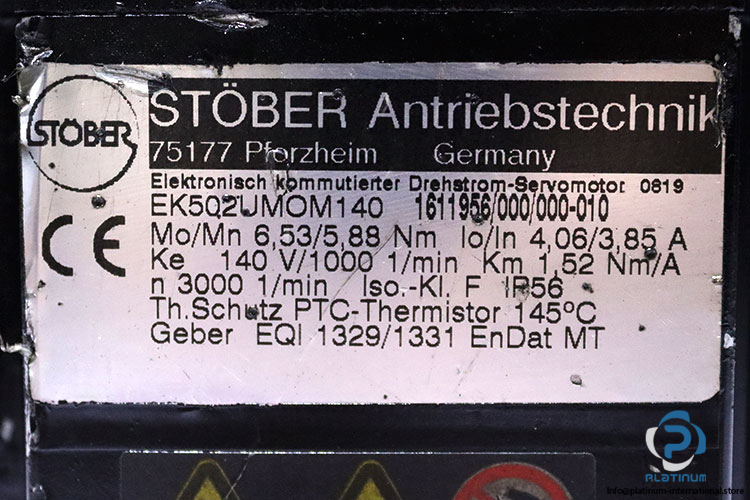 STÖBER
STÖBER Antriebstechnik
75177 Pforzheim Germany
Elektronisch kommutierter Drehstrom-Servomotor 0819
EK502UMOM140 1611956/000/000-010
CE
Mo/Mn 6,53/5,88 Nm Io/In 4,06/3,85 A
Ke 140 V/1000 1/min Km 1,52 Nm/A
n 3000 1/min Iso.-Kl. F IP56
Th.Schutz PTC-Thermistor 145ºC
Geber EQI 1329/1331 EnDat MT
PLATINUM
info@platinum-international.store